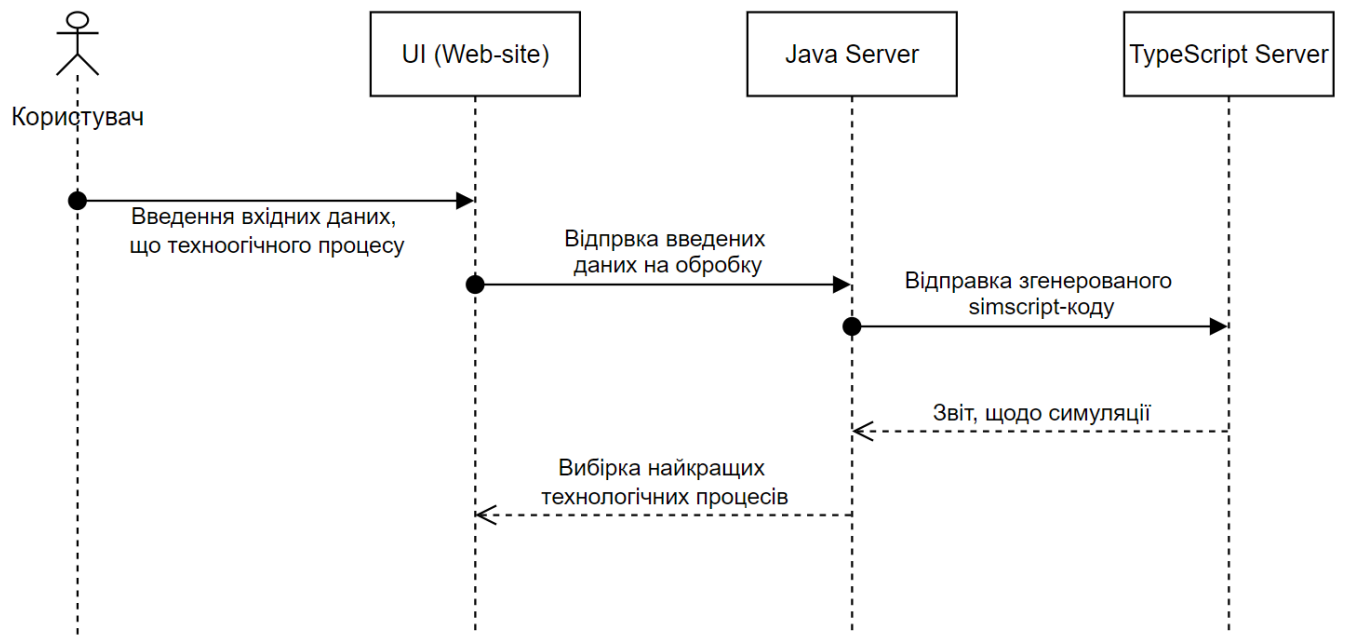 UI (Web-site)
Java Server
TypeScript Server
Користувач
Введення вхідних даних,
що техноогічного процесу
Відпрвка введених
даних на обробку
Відправка згенерованого
simscript-коду
Звіт, щодо симуляції
Вибірка найкращих
технологічних процесів